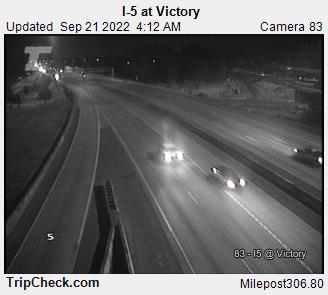 I-5 at Victory
Updated Sep 21 2022 4:12 AM Camera 83
S
83 - I5 @ Victory
TripCheck.com Milepost306.80